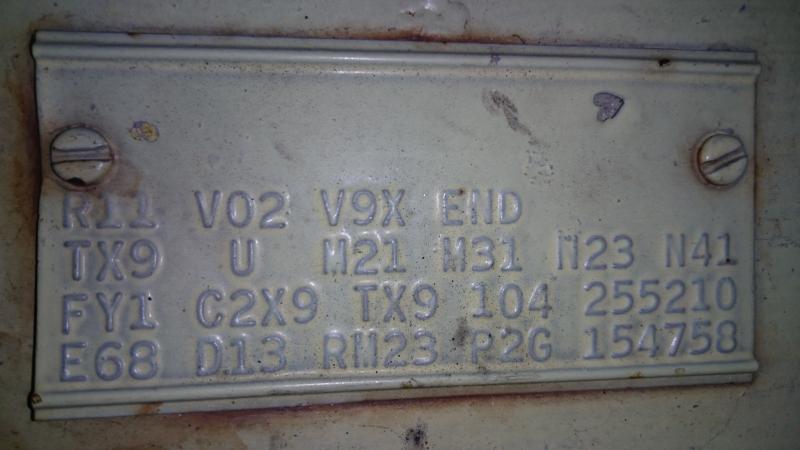 R11 V02 V9X END
TX9 U M21 M31 N23 N41
FY1 C2X9 TX9 104 255210
E68 D13 RM23 P2G 154758